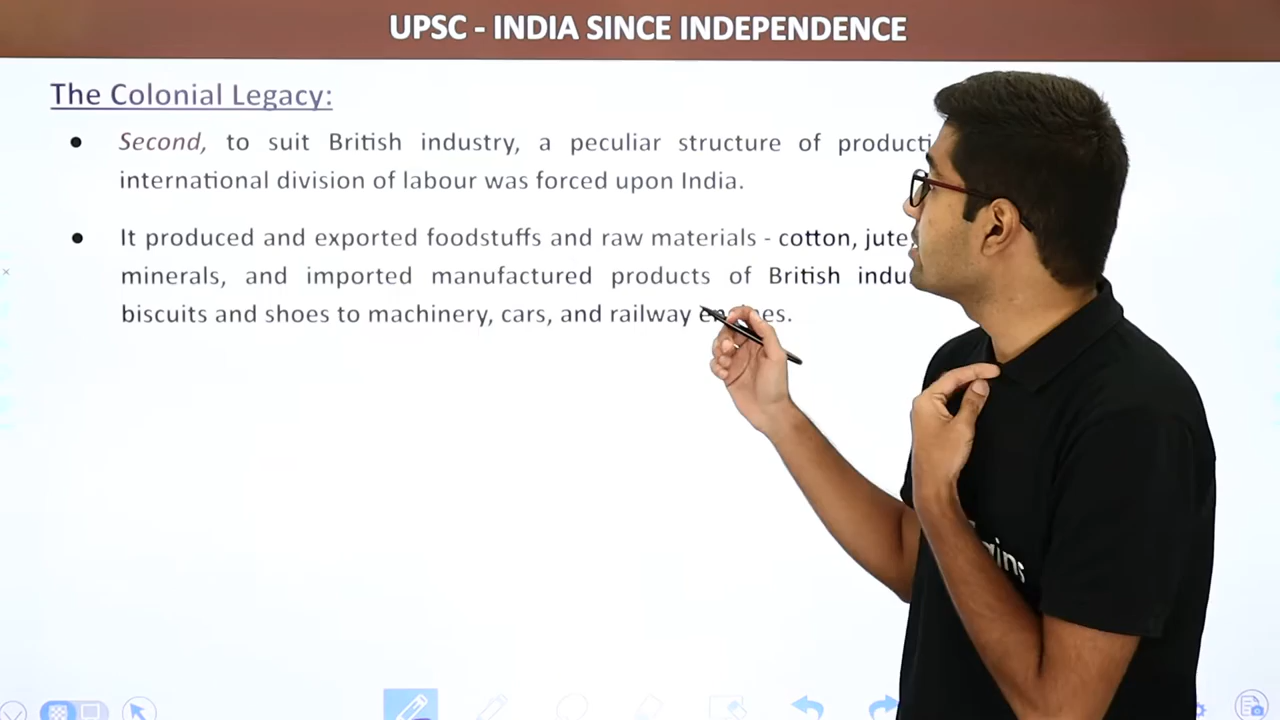 UPSC - INDIA SINCE INDEPENDENCE
The Colonial Legacy:
● Second, to suit British industry, a peculiar structure of
international division of labour was forced upon India.
● It produced and exported foodstuffs and raw materials - cotton, jute,
minerals, and imported manufactured products of British
biscuits and shoes to machinery, cars, and railway